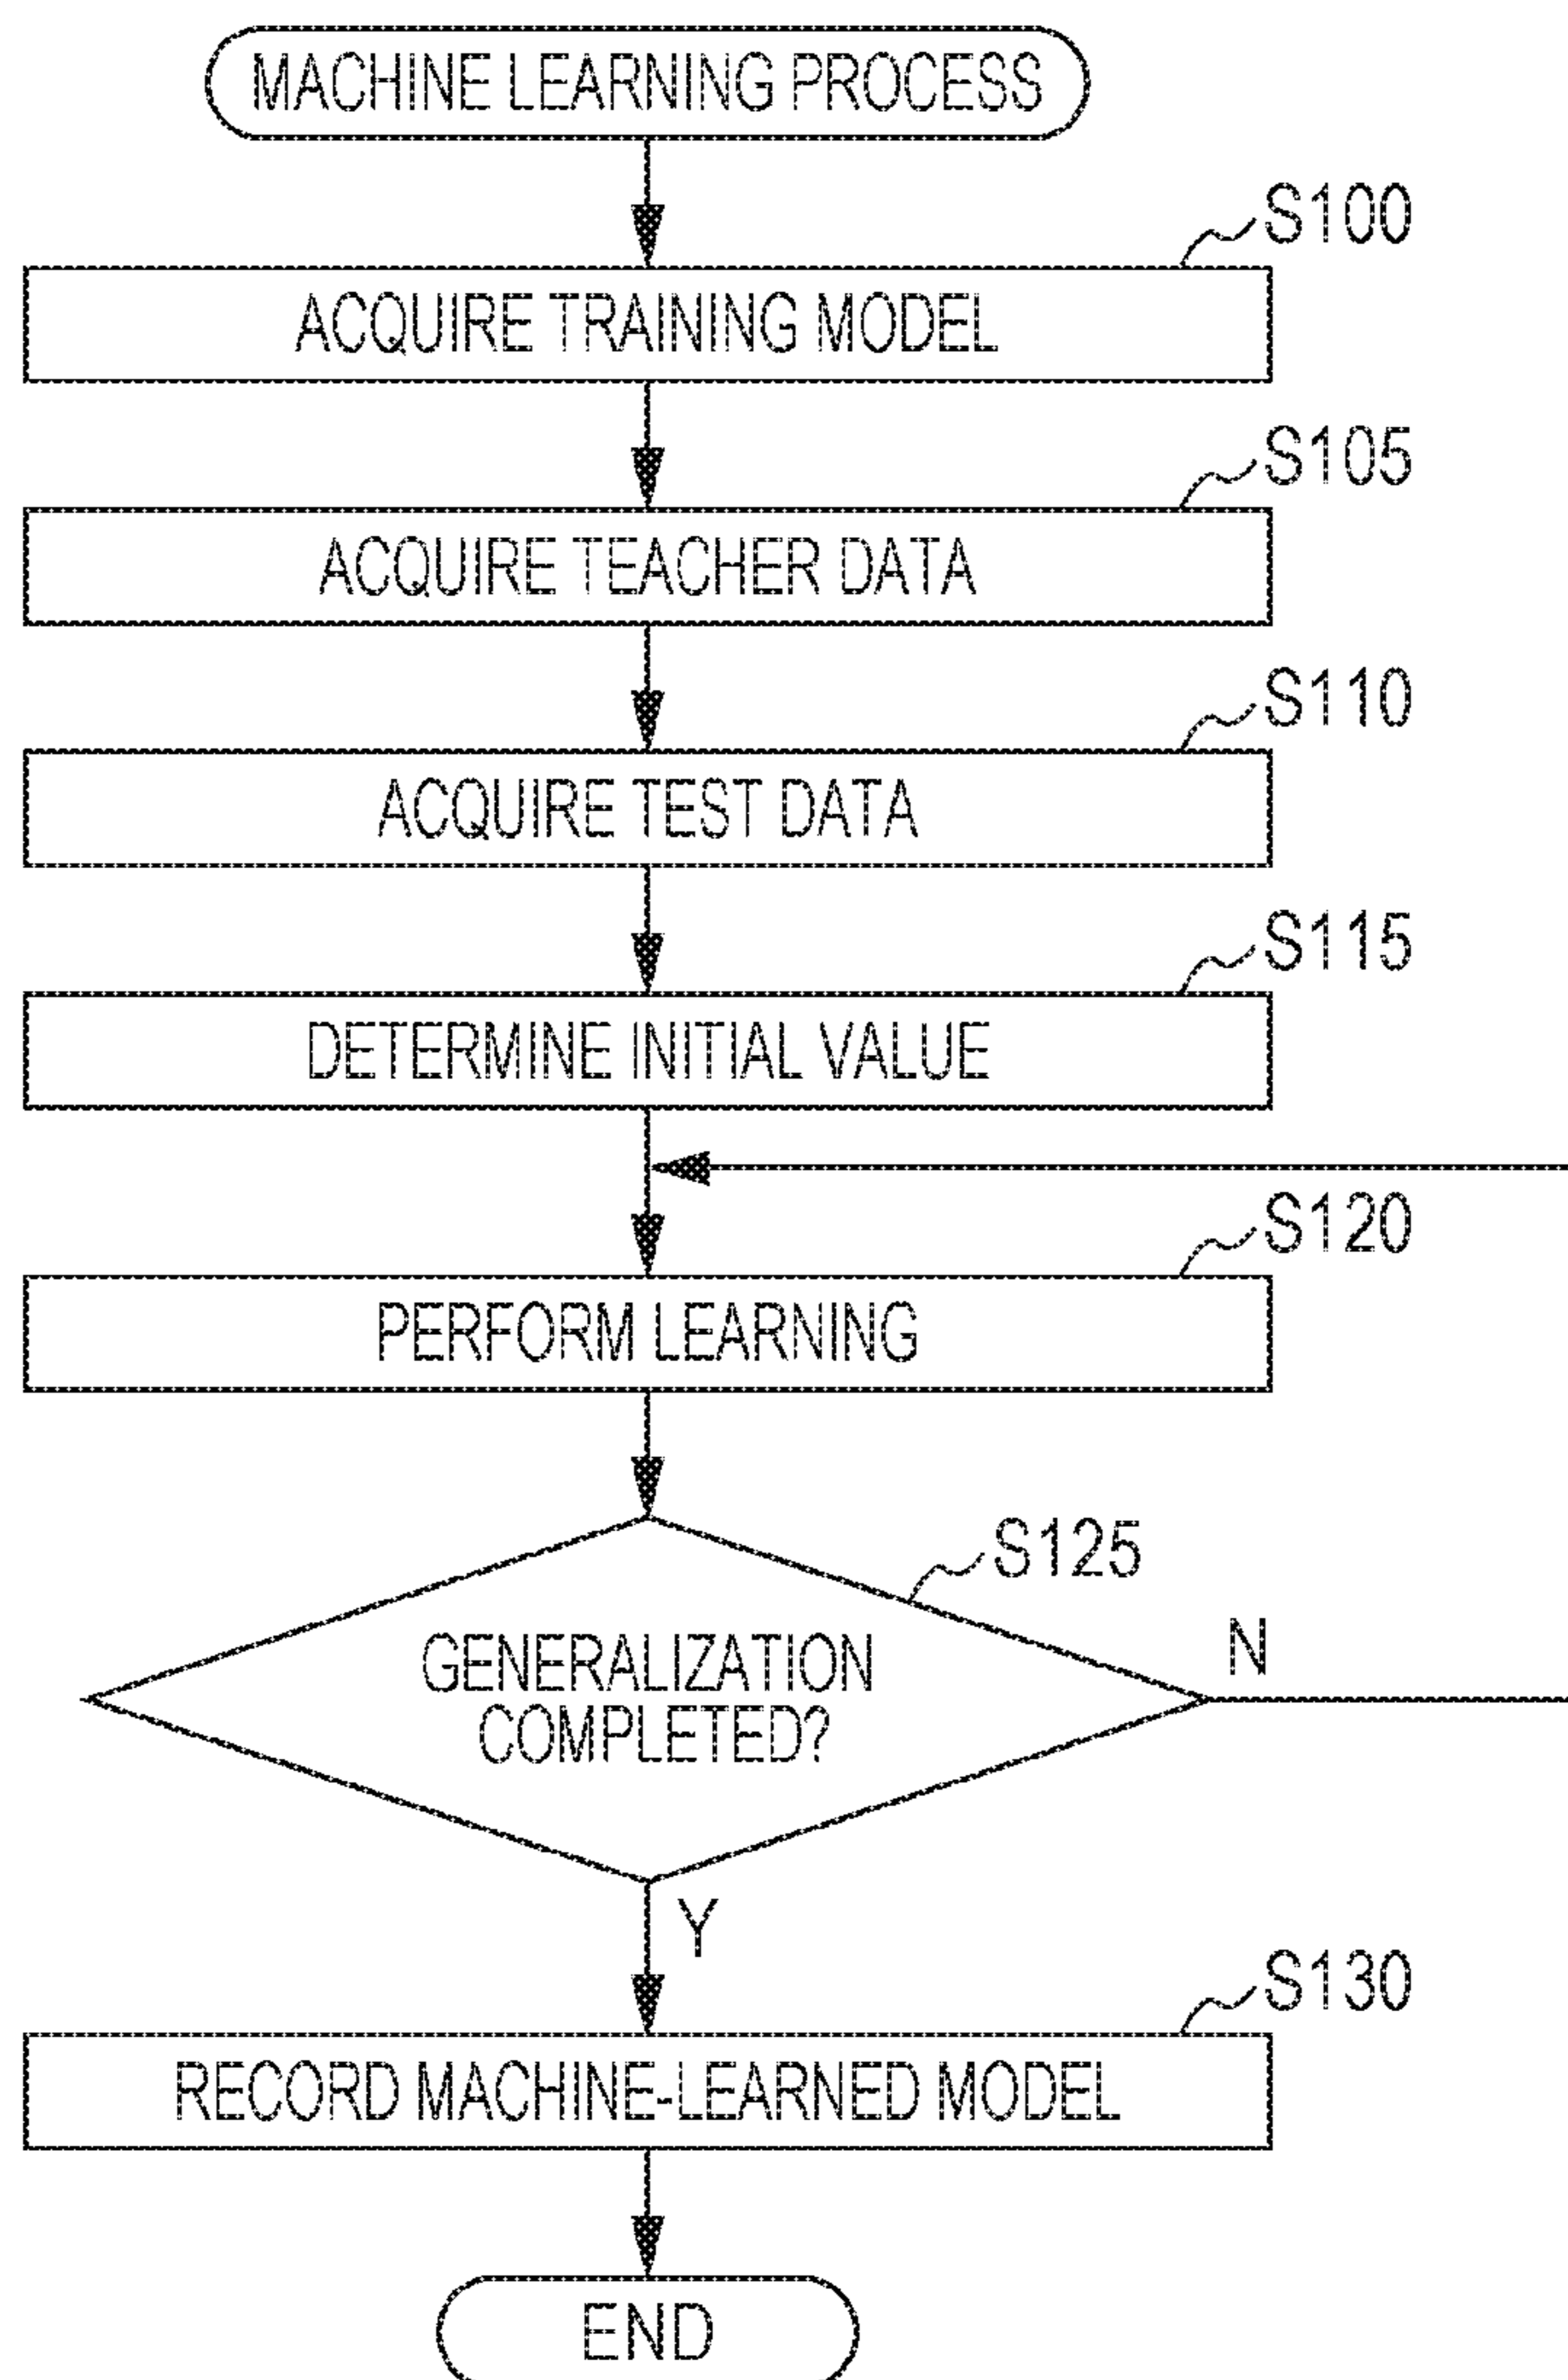 MACHINE LEARNING PROCESS
S100
ACQUIRE TRAINING MODEL
S105
ACQUIRE TEACHER DATA
S110
ACQUIRE TEST DATA
S115
DETERMINE INITIAL VALUE
S120
PERFORM LEARNING
S125
GENERALIZATION
COMPLETED?
N
Y
S130
RECORD MACHINE-LEARNED MODEL
END